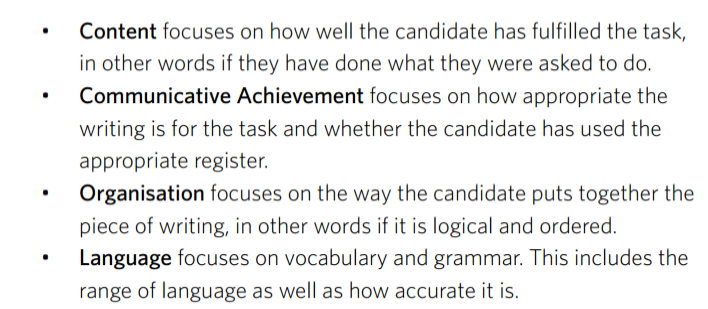 • Content focuses on how well the candidate has fulfilled the task,
in other words if they have done what they were asked to do.
• Communicative Achievement focuses on how appropriate the
writing is for the task and whether the candidate has used the
appropriate register.
• Organisation focuses on the way the candidate puts together the
piece of writing, in other words if it is logical and ordered.
• Language focuses on vocabulary and grammar. This includes the
range of language as well as how accurate it is.